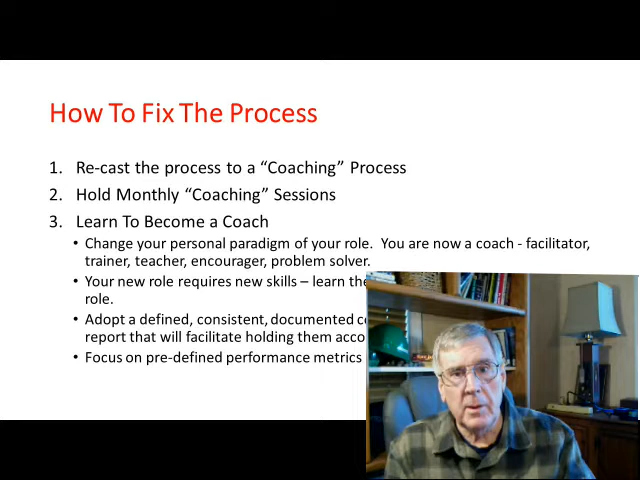 How To Fix The Process
1. Re-cast the process to a “Coaching” Process
2. Hold Monthly “Coaching” Sessions
3. Learn To Become a Coach
• Change your personal paradigm of your role.  You are now a coach - facilitator,
trainer, teacher, encourager, problem solver.
• Your new role requires new skills – learn
role.
• Adopt a defined, consistent, documented
report that will facilitate holding them
• Focus on pre-defined performance metrics